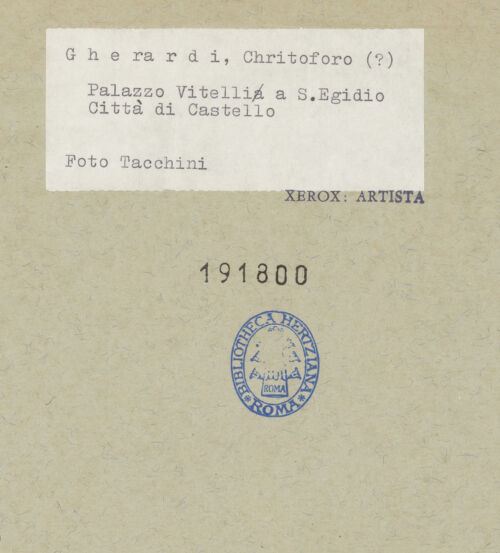 G h e r a r d i, Chritoforo (?)
Palazzo Vitelli a S.Egidio
Città di Castello
Foto Tacchini
XEROX: ARTISTA
191800
*BIBLIOTHECA HERTZIANA*
ROMA
ROMA